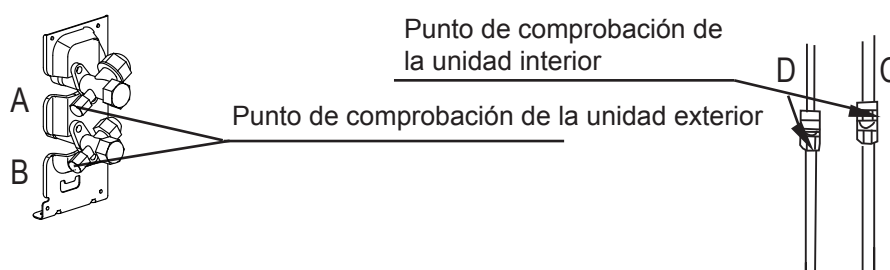 Punto de comprobación de
la unidad interior
D
C
A
Punto de comprobación de la unidad exterior
B